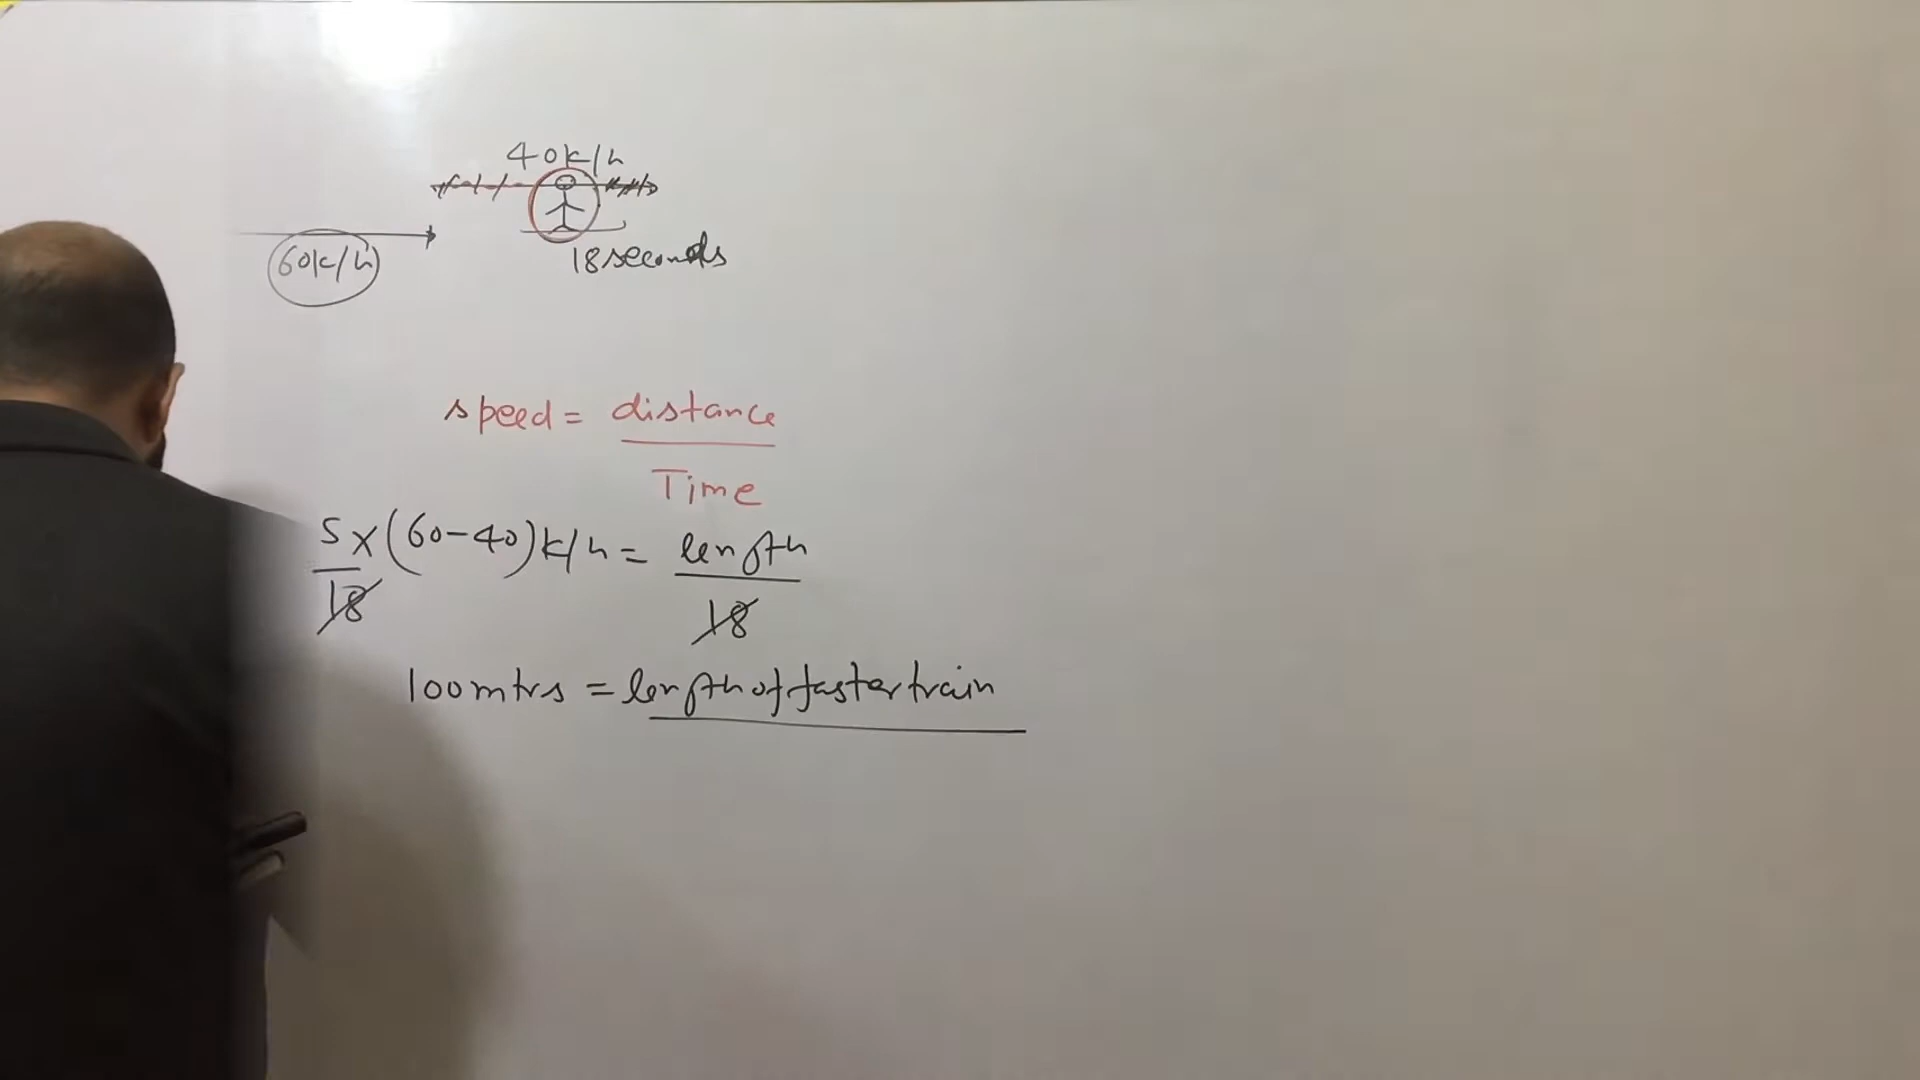 40k/h
60k/h
18seconds
speed = distance
Time
5 x (60-40)k/h = length
18
18
100mtrs = length of faster train